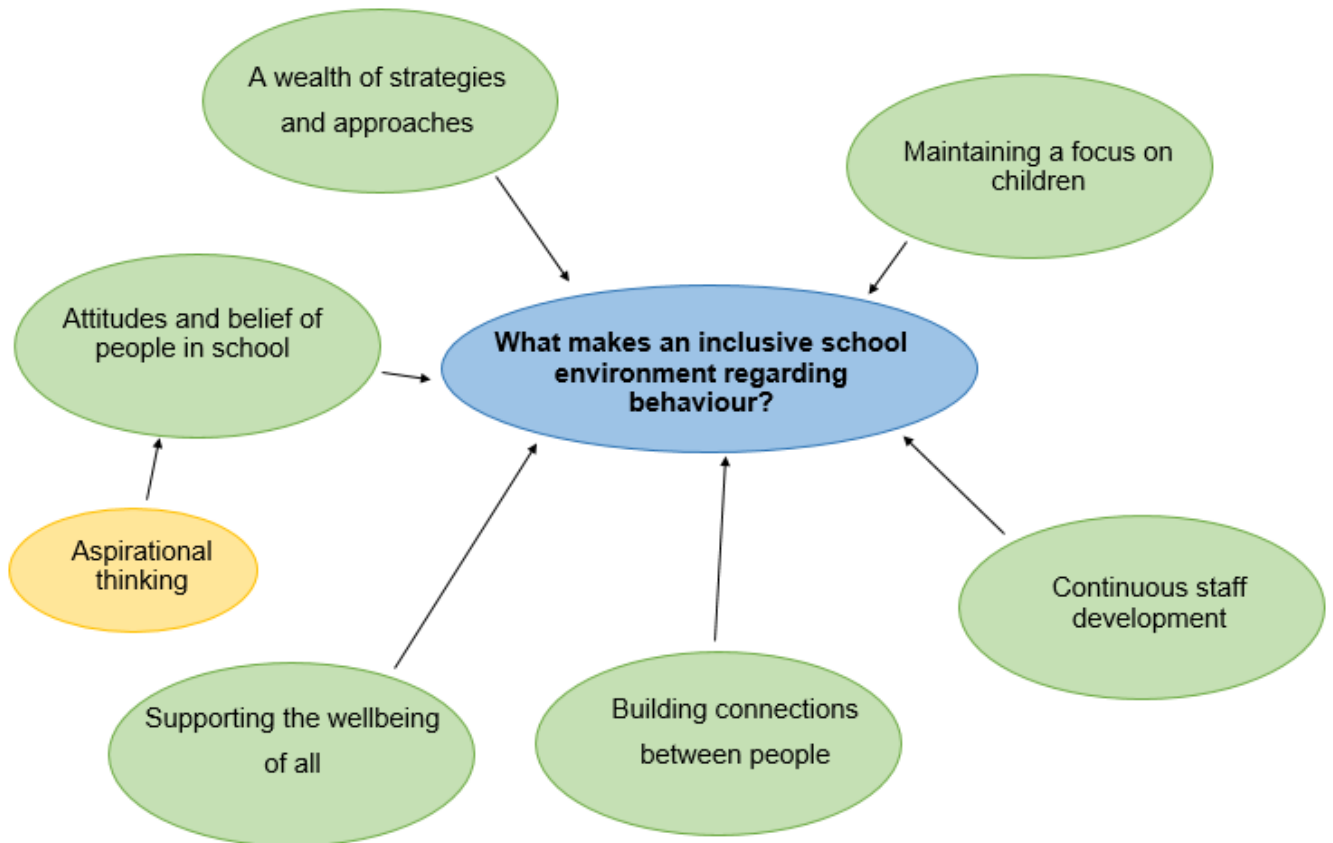 A wealth of strategies
and approaches
Maintaining a focus on
children
Attitudes and belief of
people in school
What makes an inclusive school
environment regarding
behaviour?
Aspirational
thinking
Continuous staff
development
Supporting the wellbeing
of all
Building connections
between people